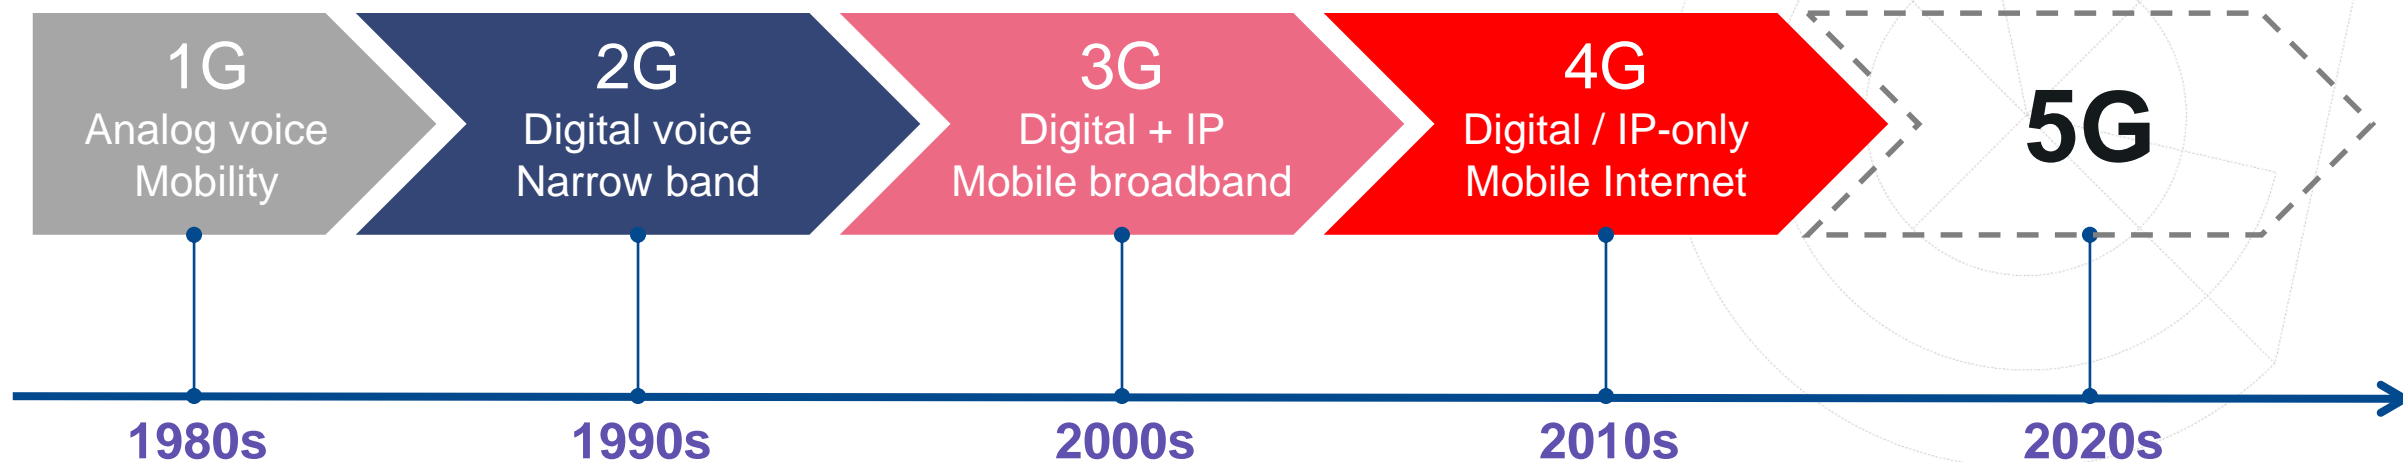 1G
Analog voice
Mobility
2G
Digital voice
Narrow band
3G
Digital + IP
Mobile broadband
4G
Digital / IP-only
Mobile Internet
5G
1980s
1990s
2000s
2010s
2020s